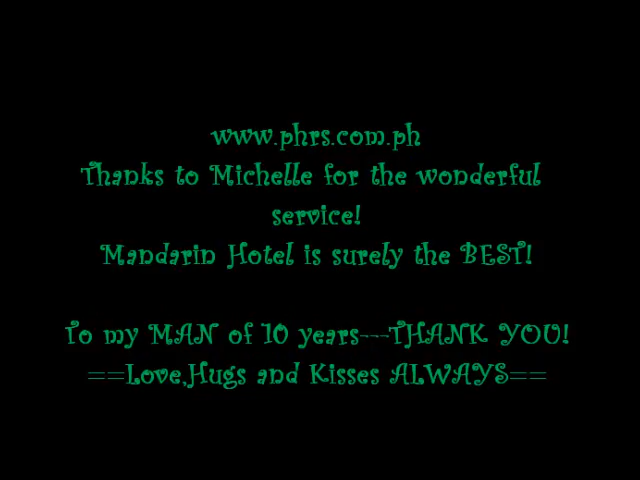 www.phrs.com.ph
Thanks to Michelle for the wonderful
service!
Mandarin Hotel is surely the BEST!
To my MAN of 10 years---THANK YOU!
==Love,Hugs and Kisses ALWAYS==